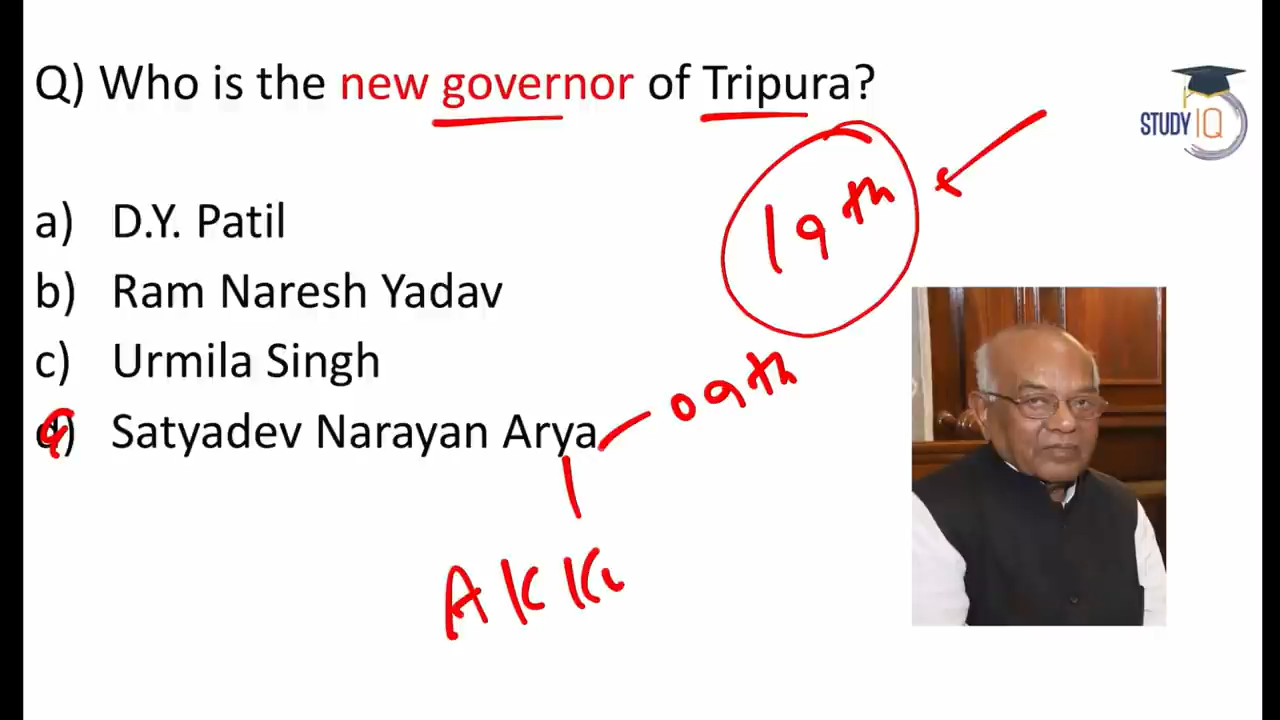 Q) Who is the new governor of Tripura?
STUDY IQ
19th
a) D.Y. Patil
b) Ram Naresh Yadav
c) Urmila Singh
09th
d) Satyadev Narayan Arya
AKK